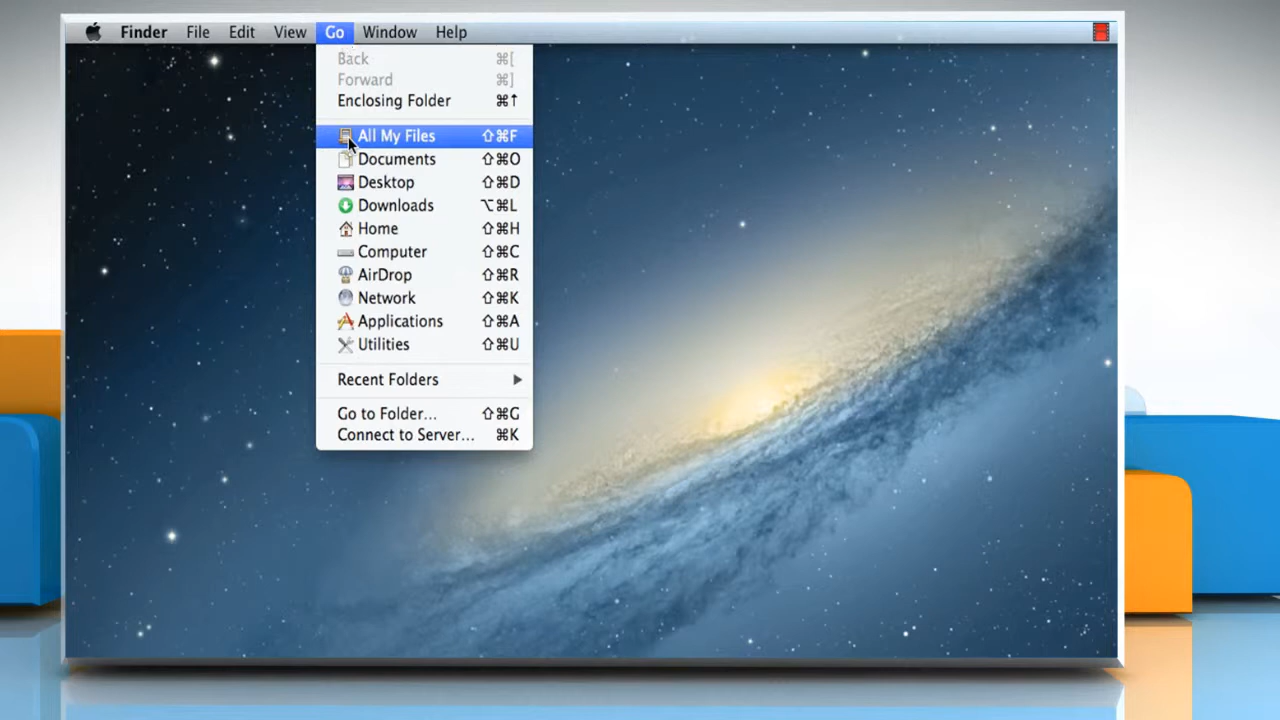 Finder File Edit View Go Window Help
Back ⌘[
Forward ⌘]
Enclosing Folder ⌘↑
All My Files ⇧⌘F
Documents ⇧⌘O
Desktop ⇧⌘D
Downloads ⌥⌘L
Home ⇧⌘H
Computer ⇧⌘C
AirDrop ⇧⌘R
Network ⇧⌘K
Applications ⇧⌘A
Utilities ⇧⌘U
Recent Folders
Go to Folder... ⇧⌘G
Connect to Server... ⌘K